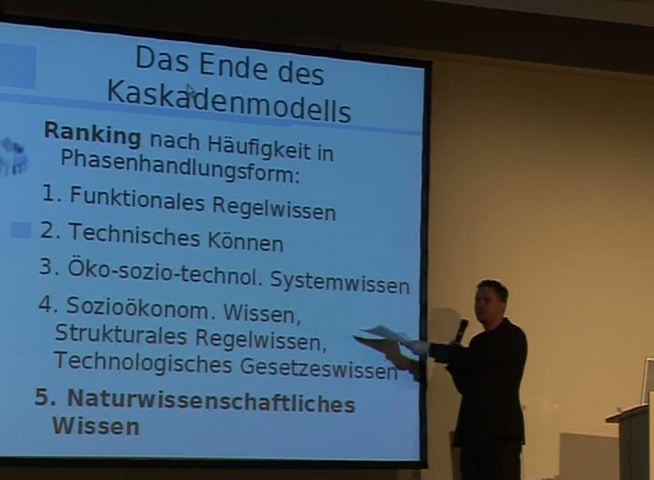 Das Ende des
Kaskadenmodells
Ranking nach Häufigkeit in
Phasenhandlungsform:
1. Funktionales Regelwissen
2. Technisches Können
3. Öko-sozio-technol. Systemwissen
4. Sozioökonom. Wissen,
Strukturales Regelwissen,
Technologisches Gesetzeswissen
5. Naturwissenschaftliches
Wissen